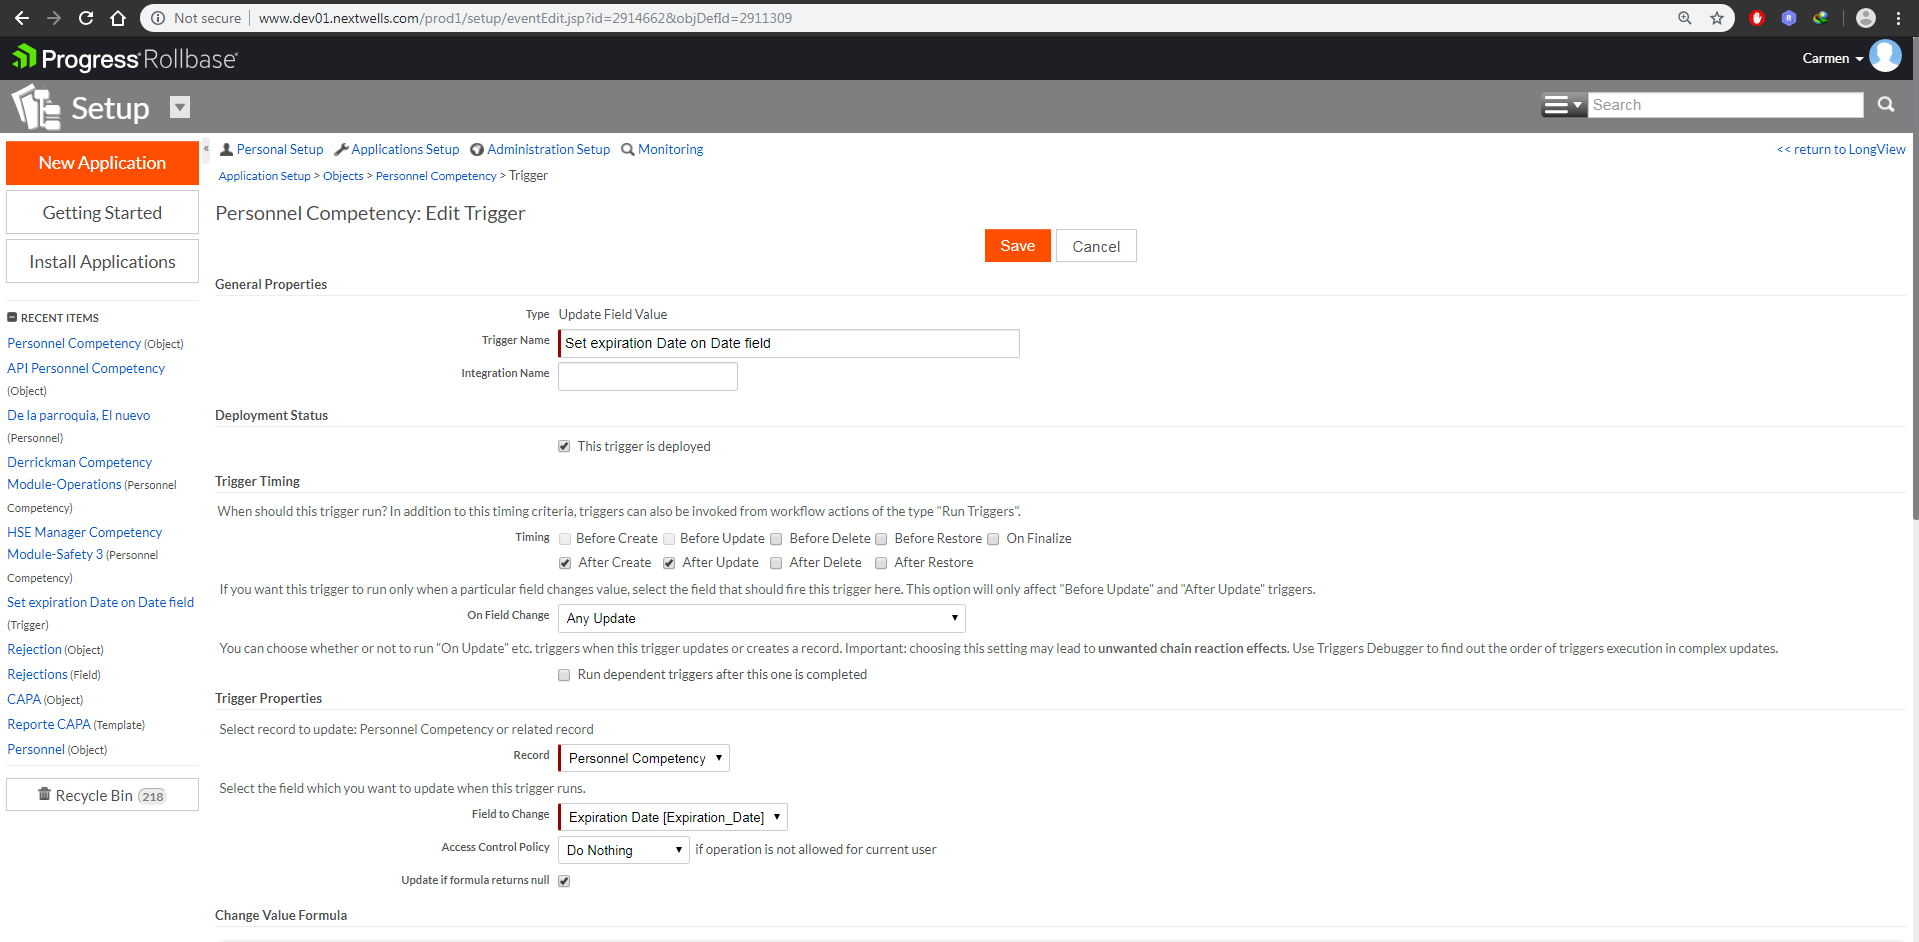 Not secure | www.dev01.nextwells.com/prod1/setup/eventEdit.jsp?id=2914662&objDefId=2911309
Progress Rollbase
Carmen
Setup
Search
New Application
Getting Started
Install Applications
RECENT ITEMS
Personnel Competency (Object)
API Personnel Competency
(Object)
De la parroquia, El nuevo
(Personnel)
Derrickman Competency
Module-Operations (Personnel
Competency)
HSE Manager Competency
Module-Safety 3 (Personnel
Competency)
Set expiration Date on Date field
(Trigger)
Rejection (Object)
Rejections (Field)
CAPA (Object)
Reporte CAPA (Template)
Personnel (Object)
Recycle Bin 218
«
Personal Setup Applications Setup Administration Setup Monitoring
<< return to LongView
Application Setup > Objects > Personnel Competency > Trigger
Personnel Competency: Edit Trigger
Save Cancel
General Properties
Type Update Field Value
Trigger Name Set expiration Date on Date field
Integration Name
Deployment Status
This trigger is deployed
Trigger Timing
When should this trigger run? In addition to this timing criteria, triggers can also be invoked from workflow actions of the type "Run Triggers".
Timing Before Create Before Update Before Delete Before Restore On Finalize
After Create After Update After Delete After Restore
If you want this trigger to run only when a particular field changes value, select the field that should fire this trigger here. This option will only affect "Before Update" and "After Update" triggers.
On Field Change Any Update
You can choose whether or not to run "On Update" etc. triggers when this trigger updates or creates a record. Important: choosing this setting may lead to unwanted chain reaction effects. Use Triggers Debugger to find out the order of triggers execution in complex updates.
Run dependent triggers after this one is completed
Trigger Properties
Select record to update: Personnel Competency or related record
Record Personnel Competency
Select the field which you want to update when this trigger runs.
Field to Change Expiration Date [Expiration_Date]
Access Control Policy Do Nothing if operation is not allowed for current user
Update if formula returns null
Change Value Formula